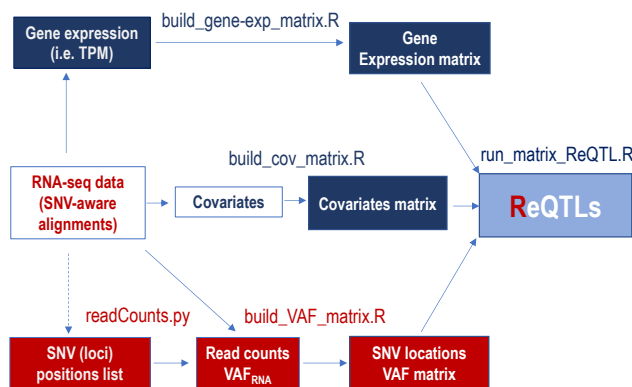 build_gene-exp_matrix.R
Gene expression
(i.e. TPM)
Gene
Expression matrix
build_cov_matrix.R
run_matrix_ReQTL.R
RNA-seq data
(SNV-aware
alignments)
Covariates
Covariates matrix
ReQTLs
readCounts.py
build_VAF_matrix.R
SNV (loci)
positions list
Read counts
VAFRNA
SNV locations
VAF matrix